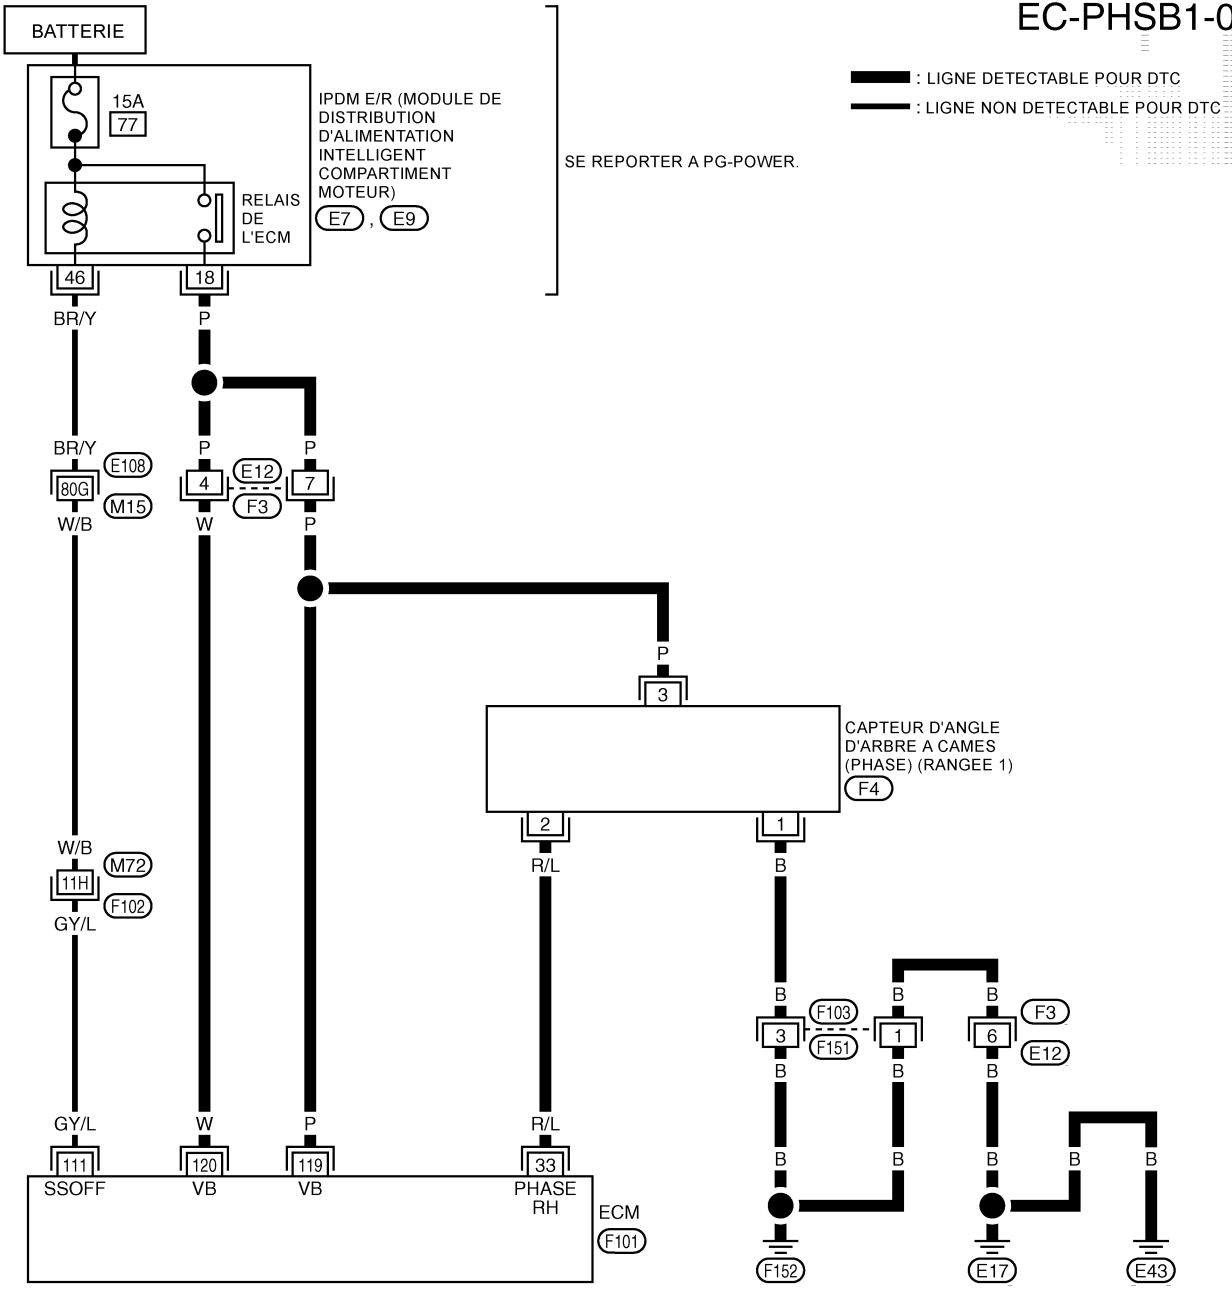 EC-PHSB1-0
BATTERIE
: LIGNE DETECTABLE POUR DTC
: LIGNE NON DETECTABLE POUR DTC
15A
77
IPDM E/R (MODULE DE
DISTRIBUTION
D'ALIMENTATION
INTELLIGENT
COMPARTIMENT
MOTEUR)
E7 , E9
SE REPORTER A PG-POWER.
RELAIS
DE
L'ECM
46 18
BR/Y P
BR/Y P P
E108
80G
M15
4
E12
F3
7
W/B W P
P
3
CAPTEUR D'ANGLE
D'ARBRE A CAMES
(PHASE) (RANGEE 1)
F4
2 1
R/L B
W/B
M72
11H
F102
GY/L
B B B
F103
F151
3 1 6
F3
E12
B B B
GY/L W P R/L
B B B B B
111 120 119 33
SSOFF VB VB PHASE
RH
ECM
F101
F152 E17 E43